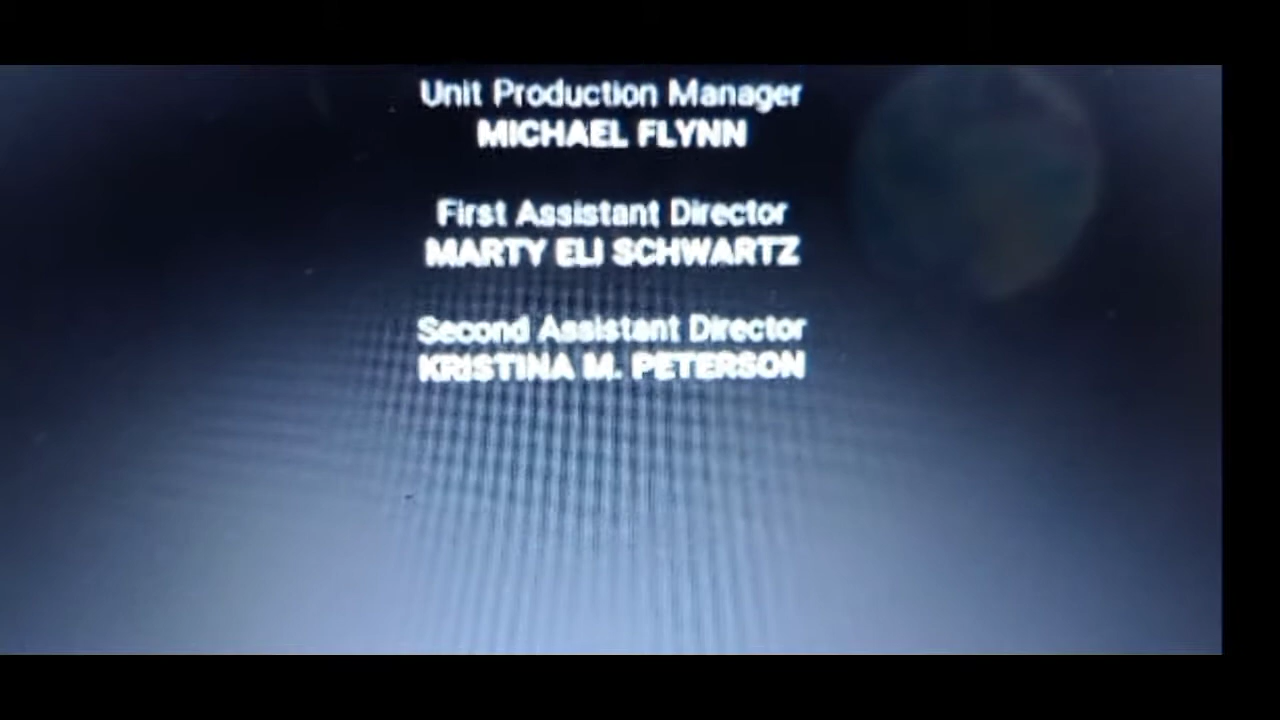 Unit Production Manager
MICHAEL FLYNN
First Assistant Director
MARTY ELI SCHWARTZ
Second Assistant Director
KRISTINA M. PETERSON